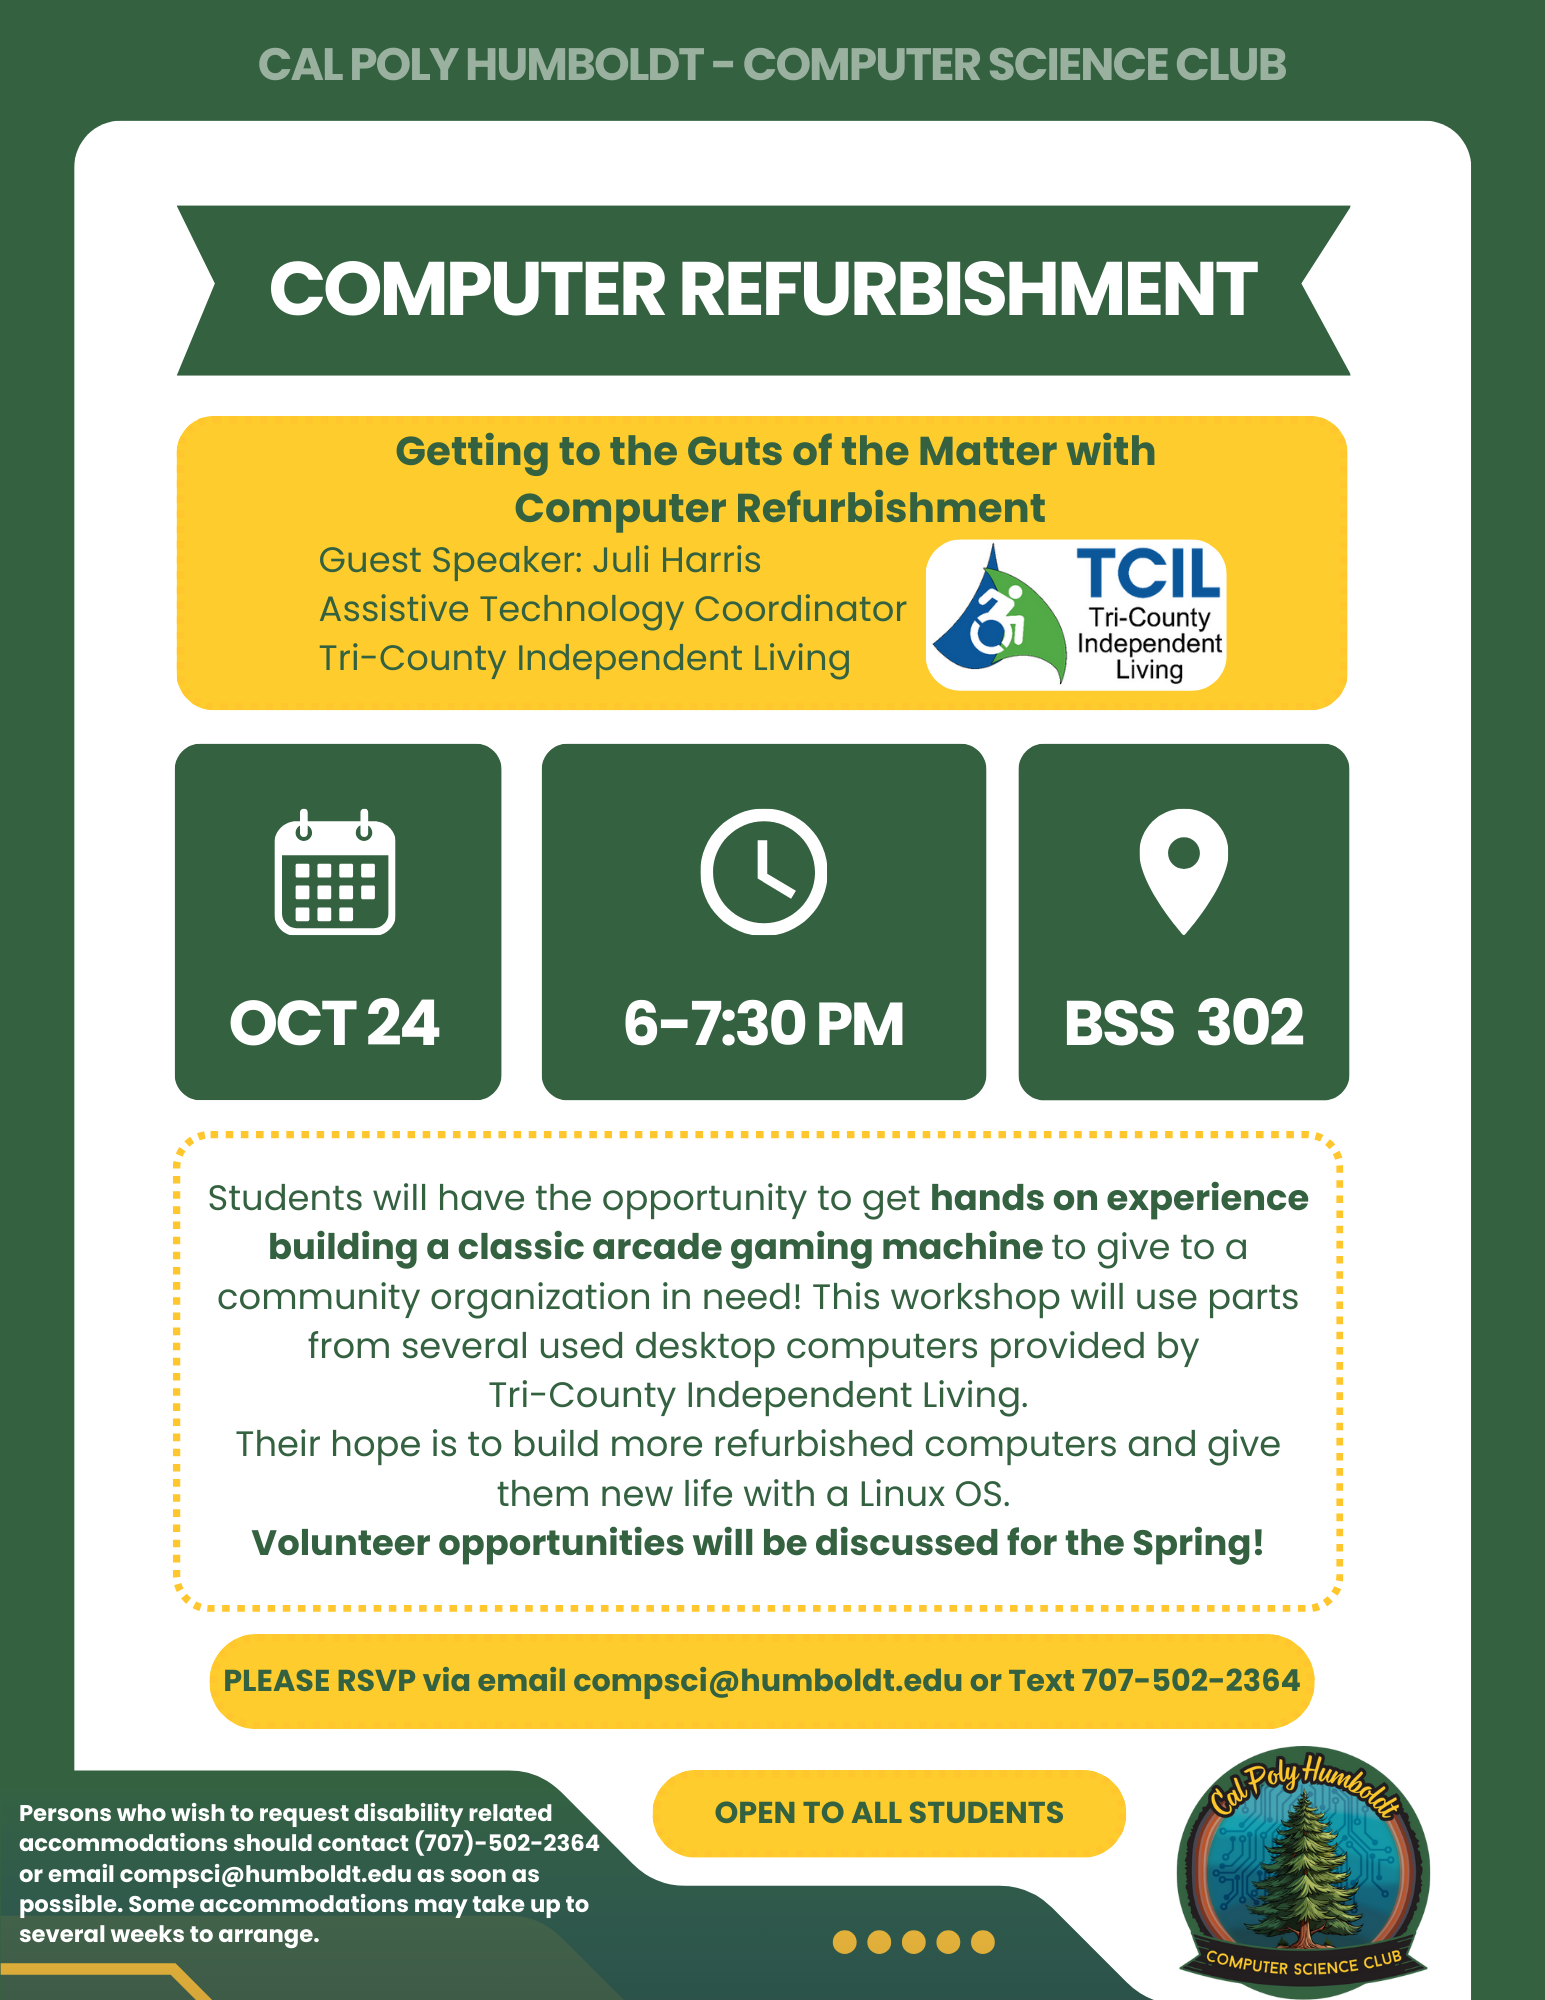 CAL POLY HUMBOLDT - COMPUTER SCIENCE CLUB
COMPUTER REFURBISHMENT
Getting to the Guts of the Matter with
Computer Refurbishment
Guest Speaker: Juli Harris
Assistive Technology Coordinator
Tri-County Independent Living
TCIL
Tri-County
Independent
Living
OCT 24
6-7:30 PM
BSS 302
Students will have the opportunity to get hands on experience
building a classic arcade gaming machine to give to a
community organization in need! This workshop will use parts
from several used desktop computers provided by
Tri-County Independent Living.
Their hope is to build more refurbished computers and give
them new life with a Linux OS.
Volunteer opportunities will be discussed for the Spring!
PLEASE RSVP via email compsci@humboldt.edu or Text 707-502-2364
OPEN TO ALL STUDENTS
Persons who wish to request disability related
accommodations should contact (707)-502-2364
or email compsci@humboldt.edu as soon as
possible. Some accommodations may take up to
several weeks to arrange.
Cal Poly Humboldt
COMPUTER SCIENCE CLUB